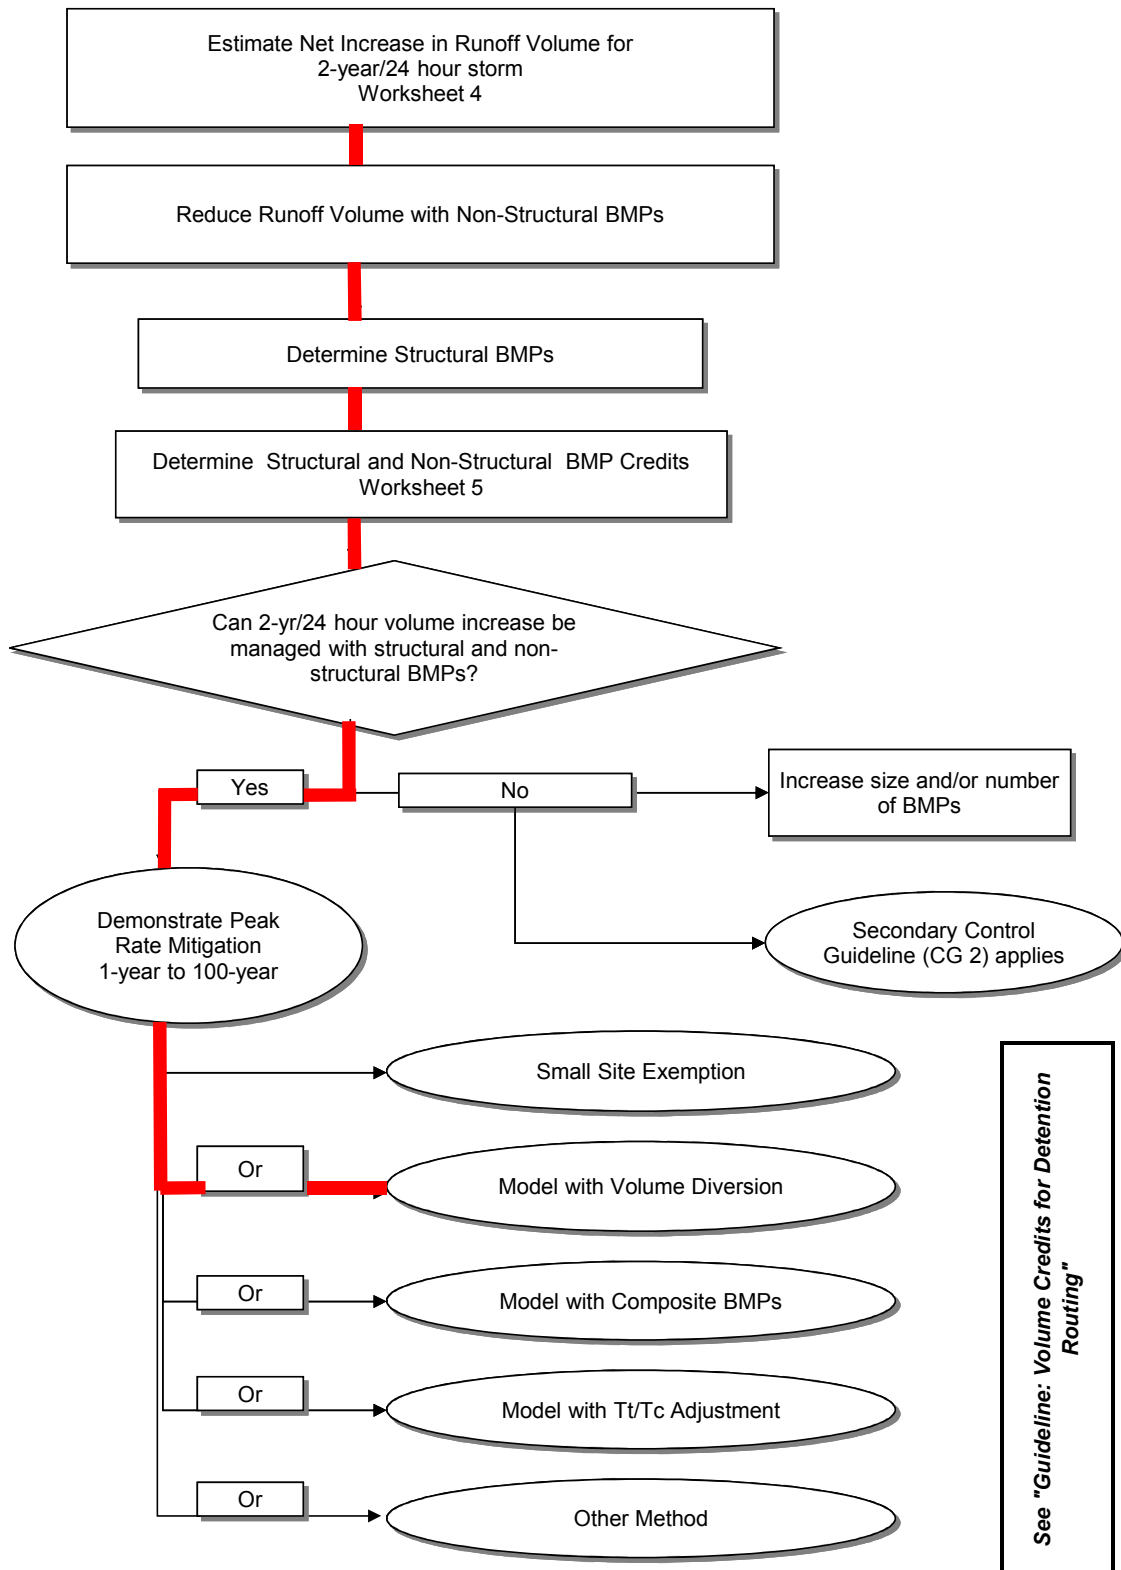 Estimate Net Increase in Runoff Volume for
2-year/24 hour storm
Worksheet 4
Reduce Runoff Volume with Non-Structural BMPs
Determine Structural BMPs
Determine Structural and Non-Structural BMP Credits
Worksheet 5
Can 2-yr/24 hour volume increase be
managed with structural and non-
structural BMPs?
Yes
No
Increase size and/or number
of BMPs
Demonstrate Peak
Rate Mitigation
1-year to 100-year
Secondary Control
Guideline (CG 2) applies
Small Site Exemption
Or
Model with Volume Diversion
Or
Model with Composite BMPs
Or
Model with Tt/Tc Adjustment
Or
Other Method
See "Guideline: Volume Credits for Detention
Routing"